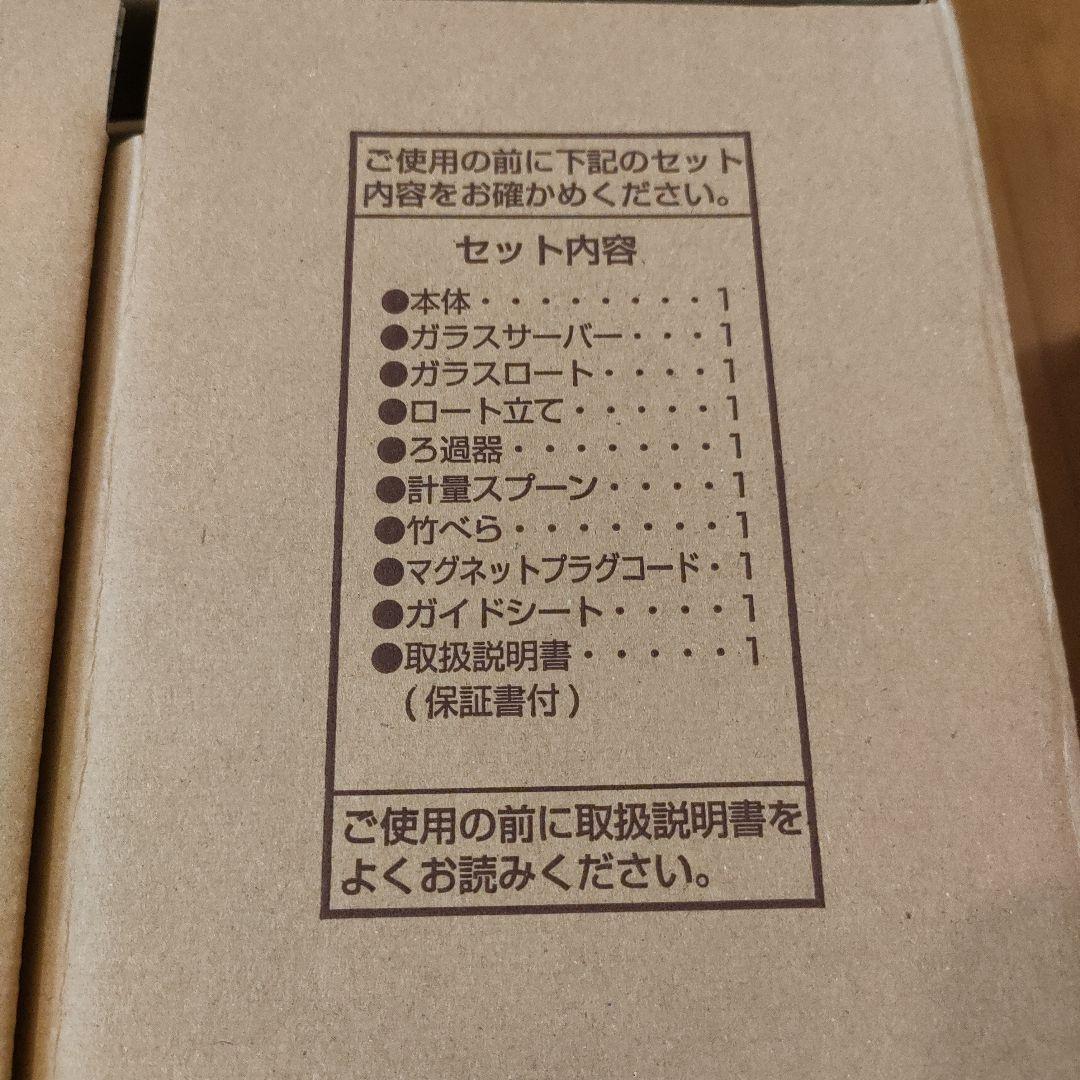 ご使用の前に下記のセット
内容をお確かめください。
セット内容
●本体・・・・・・・・1
●ガラスサーバー・・・1
●ガラスロート・・・・1
●ロート立て・・・・・1
●ろ過器・・・・・・・1
●計量スプーン・・・・1
●竹べら・・・・・・・1
●マグネットプラグコード・1
●ガイドシート・・・・1
●取扱説明書・・・・・1
(保証書付)
ご使用の前に取扱説明書を
よくお読みください。